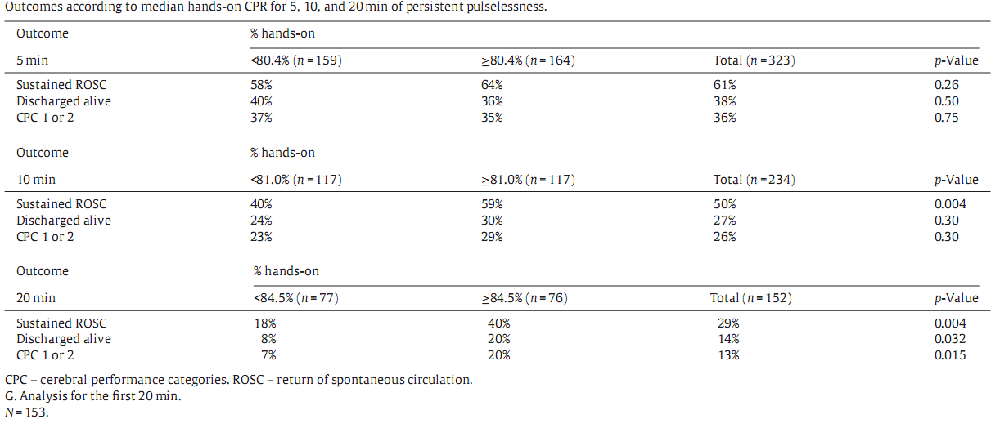 Outcomes according to median hands-on CPR for 5, 10, and 20 min of persistent pulselessness.
Outcome % hands-on
5 min <80.4% (n = 159) ≥80.4% (n = 164) Total (n = 323) p-Value
Sustained ROSC 58% 64% 61% 0.26
Discharged alive 40% 36% 38% 0.50
CPC 1 or 2 37% 35% 36% 0.75
Outcome % hands-on
10 min <81.0% (n = 117) ≥81.0% (n = 117) Total (n = 234) p-Value
Sustained ROSC 40% 59% 50% 0.004
Discharged alive 24% 30% 27% 0.30
CPC 1 or 2 23% 29% 26% 0.30
Outcome % hands-on
20 min <84.5% (n = 77) ≥84.5% (n = 76) Total (n = 152) p-Value
Sustained ROSC 18% 40% 29% 0.004
Discharged alive 8% 20% 14% 0.032
CPC 1 or 2 7% 20% 13% 0.015
CPC – cerebral performance categories. ROSC – return of spontaneous circulation.
G. Analysis for the first 20 min.
N = 153.